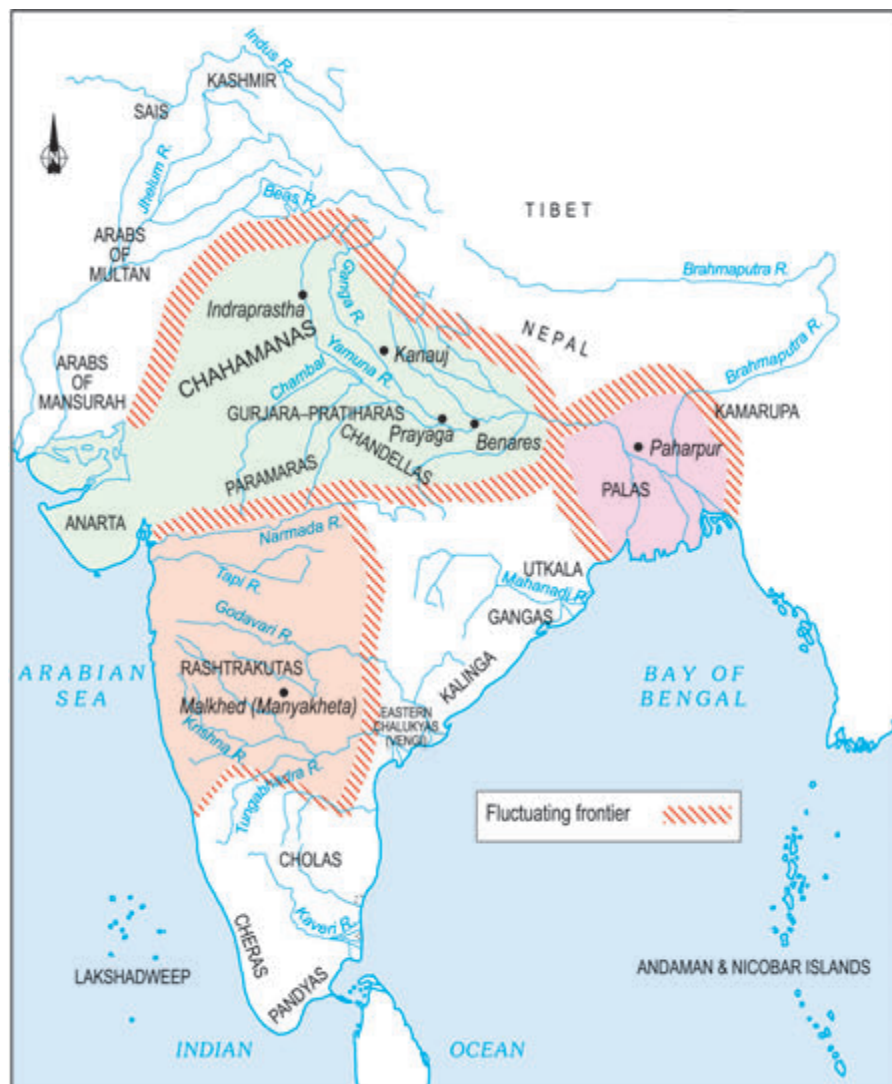 Indus R.
KASHMIR
SAIS
N
Jhelum R.
Beas R.
TIBET
ARABS
OF
MULTAN
Brahmaputra R.
Ganga R.
Indraprastha
NEPAL
Brahmaputra R.
CHAHAMANAS
Kanauj
ARABS
OF
MANSURAH
Yamuna R.
Chambal
KAMARUPA
GURJARA–PRATIHARAS
Prayaga
Benares
Paharpur
CHANDELLAS
PARAMARAS
PALAS
ANARTA
Narmada R.
Tapi R.
UTKALA
Mahanadi R.
GANGAS
Godavari R.
KALINGA
ARABIAN
SEA
RASHTRAKUTAS
Malkhed (Manyakheta)
BAY OF
BENGAL
EASTERN
CHALUKYAS
(VENGI)
Krishna R.
Tungabhadra R.
Fluctuating frontier
CHOLAS
Kaveri R.
CHERAS
LAKSHADWEEP
PANDYAS
ANDAMAN & NICOBAR ISLANDS
INDIAN OCEAN